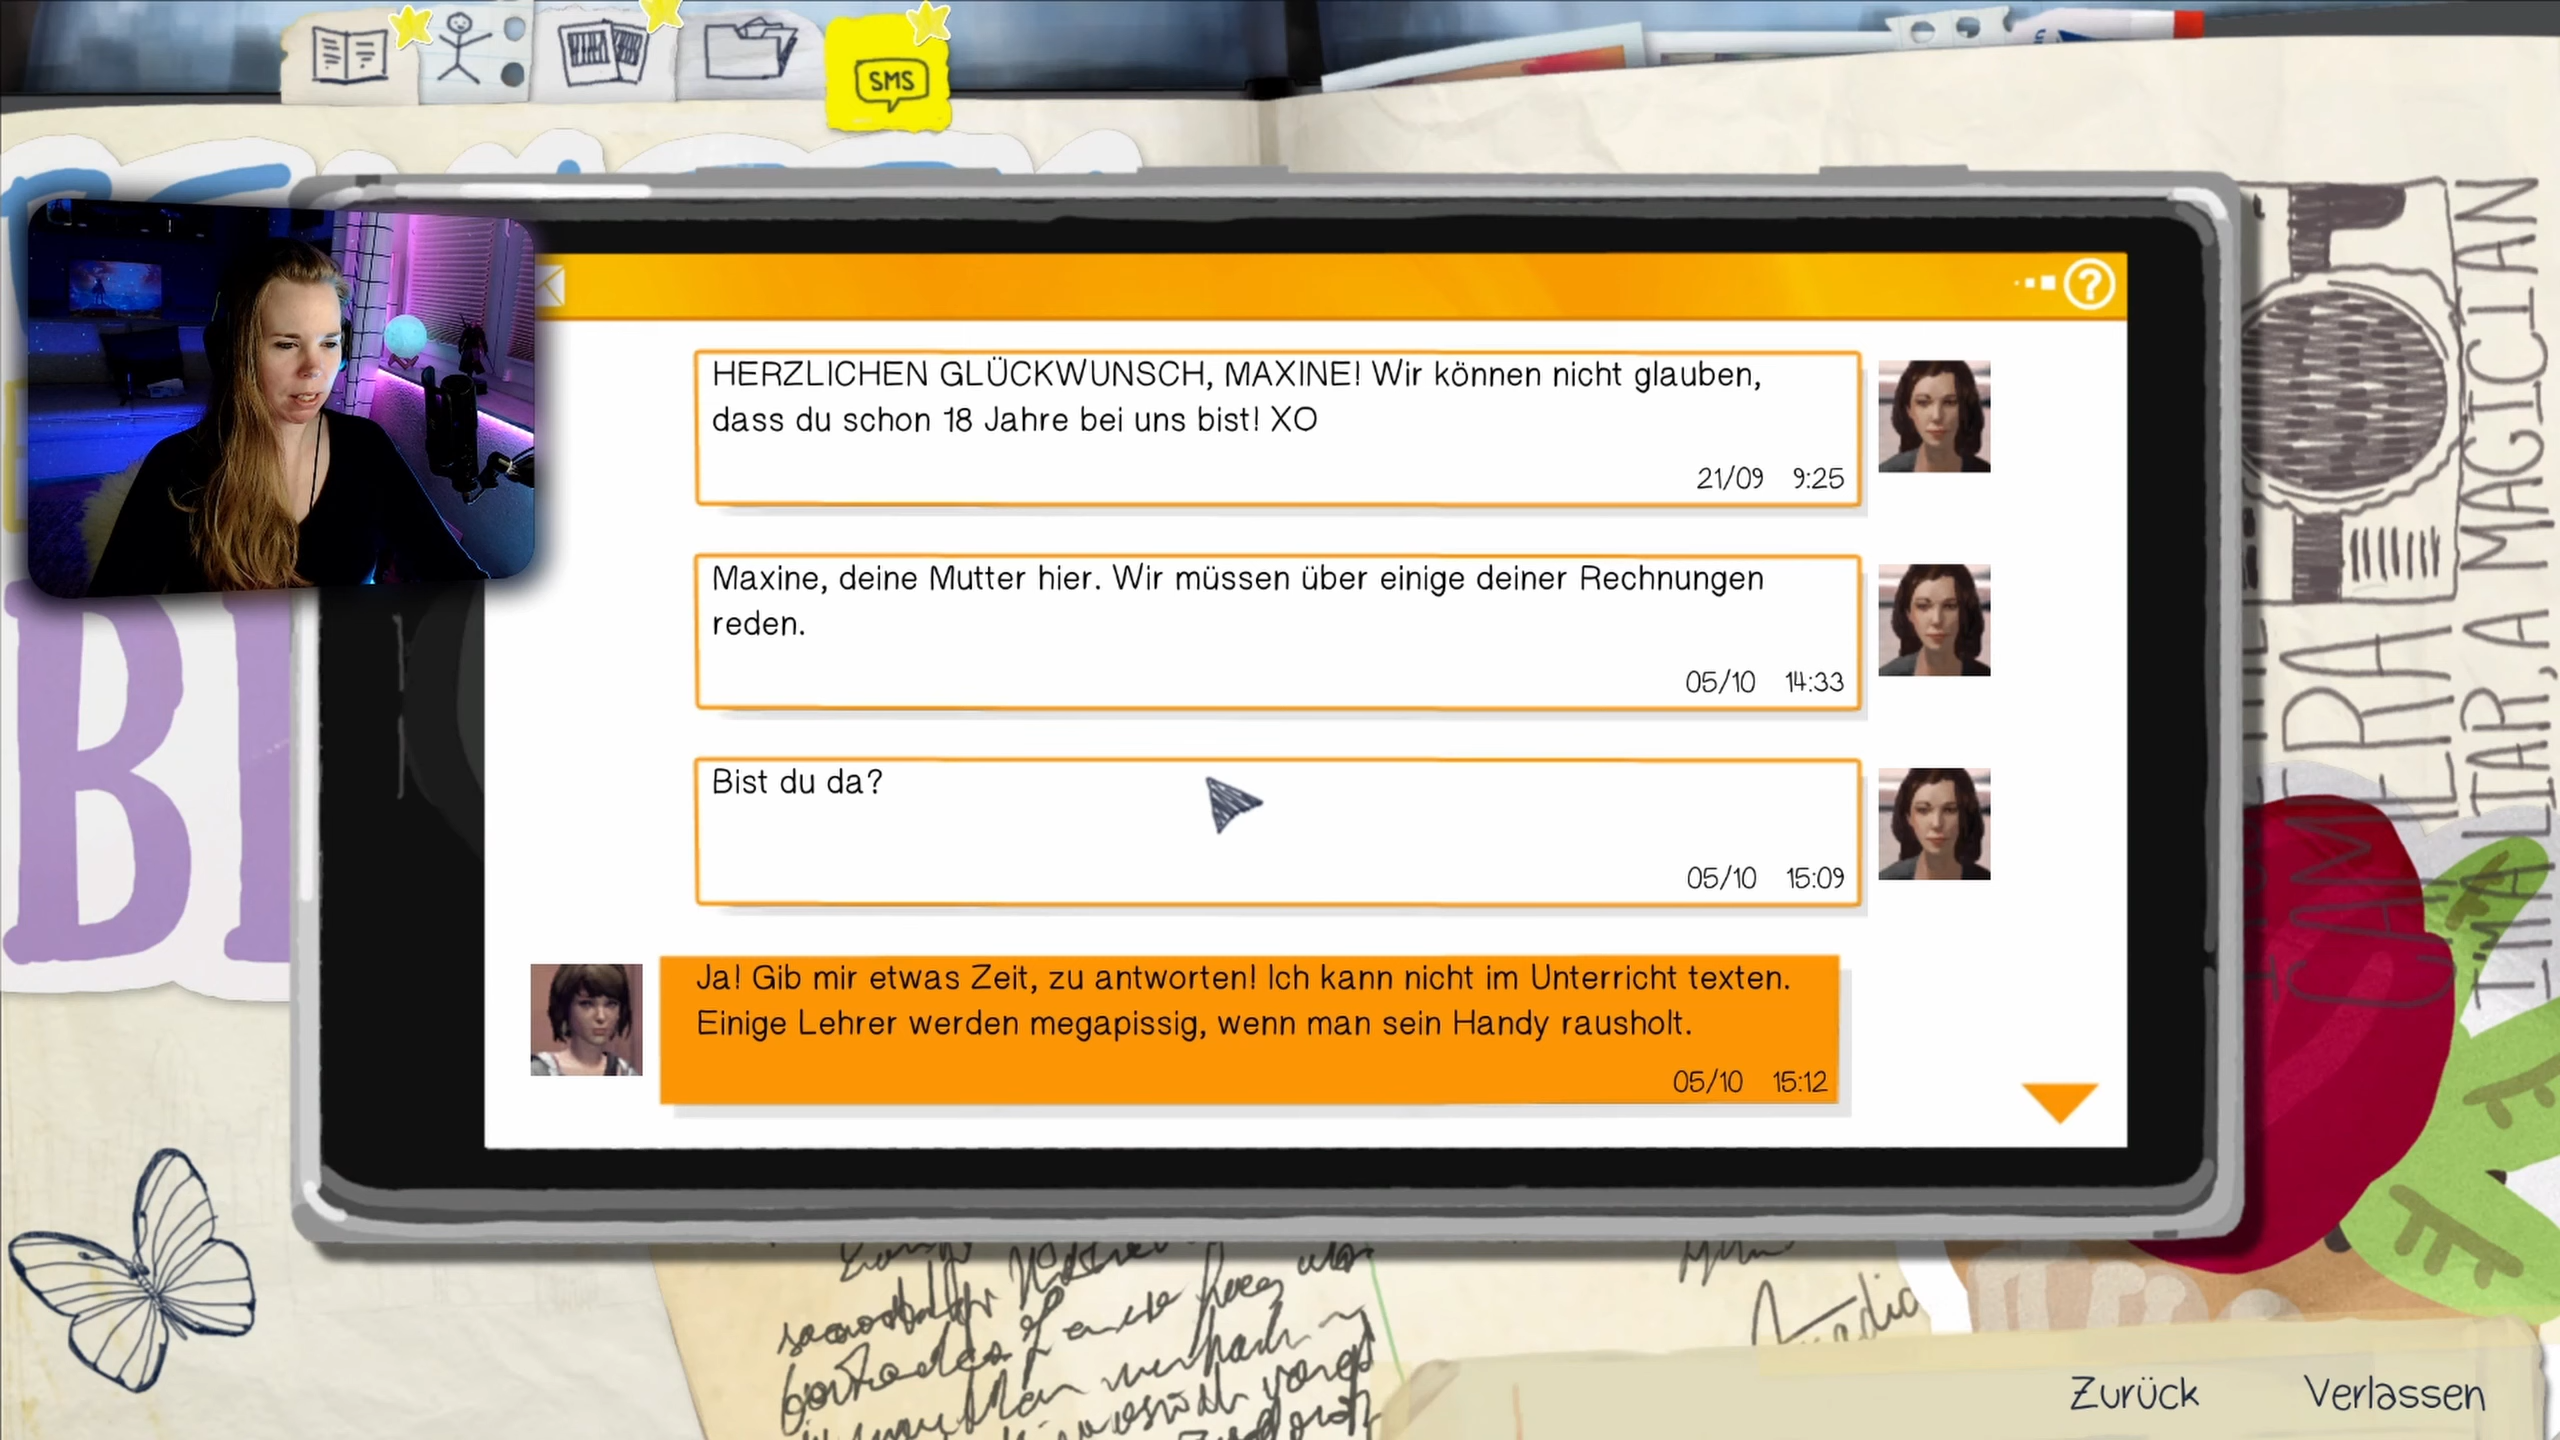 SMS
HERZLICHEN GLÜCKWUNSCH, MAXINE! Wir können nicht glauben,
dass du schon 18 Jahre bei uns bist! XO
21/09 9:25
Maxine, deine Mutter hier. Wir müssen über einige deiner Rechnungen
reden.
05/10 14:33
Bist du da?
05/10 15:09
Ja! Gib mir etwas Zeit, zu antworten! Ich kann nicht im Unterricht texten.
Einige Lehrer werden megapissig, wenn man sein Handy rausholt.
05/10 15:12
CAMERA
LIAR, A MAGICIAN
Zurück
Verlassen